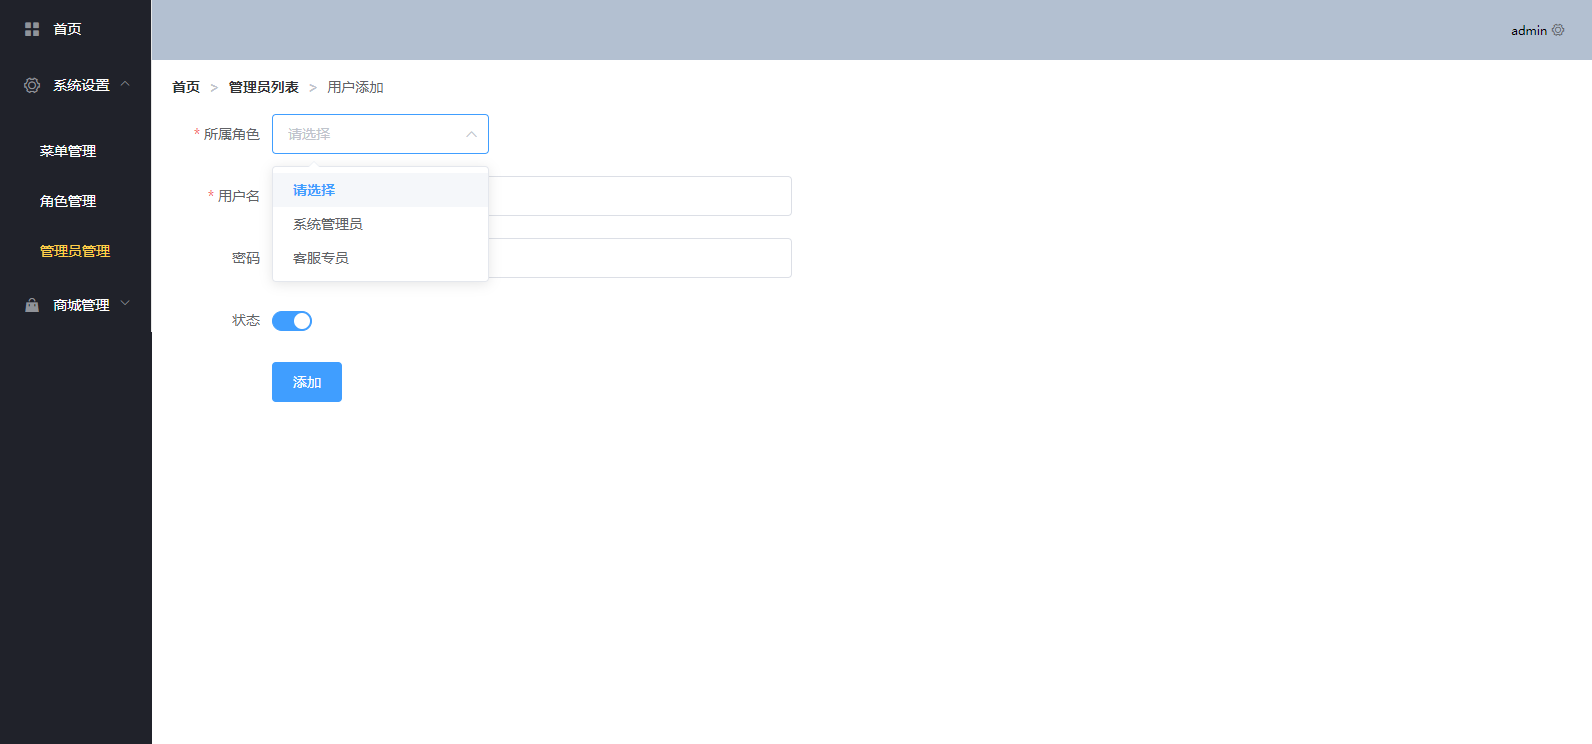 首页
系统设置
菜单管理
角色管理
管理员管理
商城管理
admin
首页 > 管理员列表 > 用户添加
* 所属角色 请选择
请选择
系统管理员
客服专员
* 用户名
密码
状态
添加